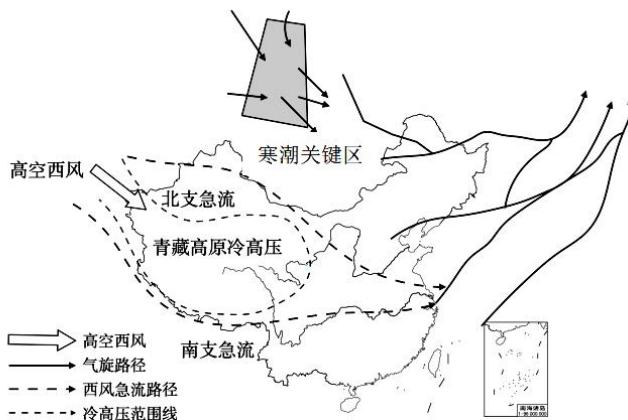 寒潮关键区
高空西风
北支急流
青藏高原冷高压
南支急流
高空西风
气旋路径
西风急流路径
冷高压范围线
南海诸岛